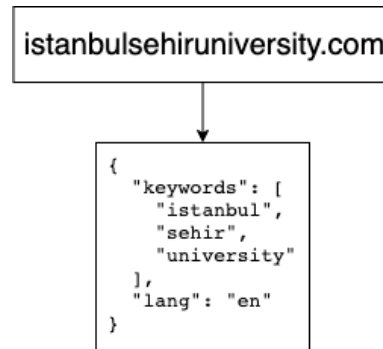 istanbulsehiruniversity.com
{
  "keywords": [
    "istanbul",
    "sehir",
    "university"
  ],
  "lang": "en"
}